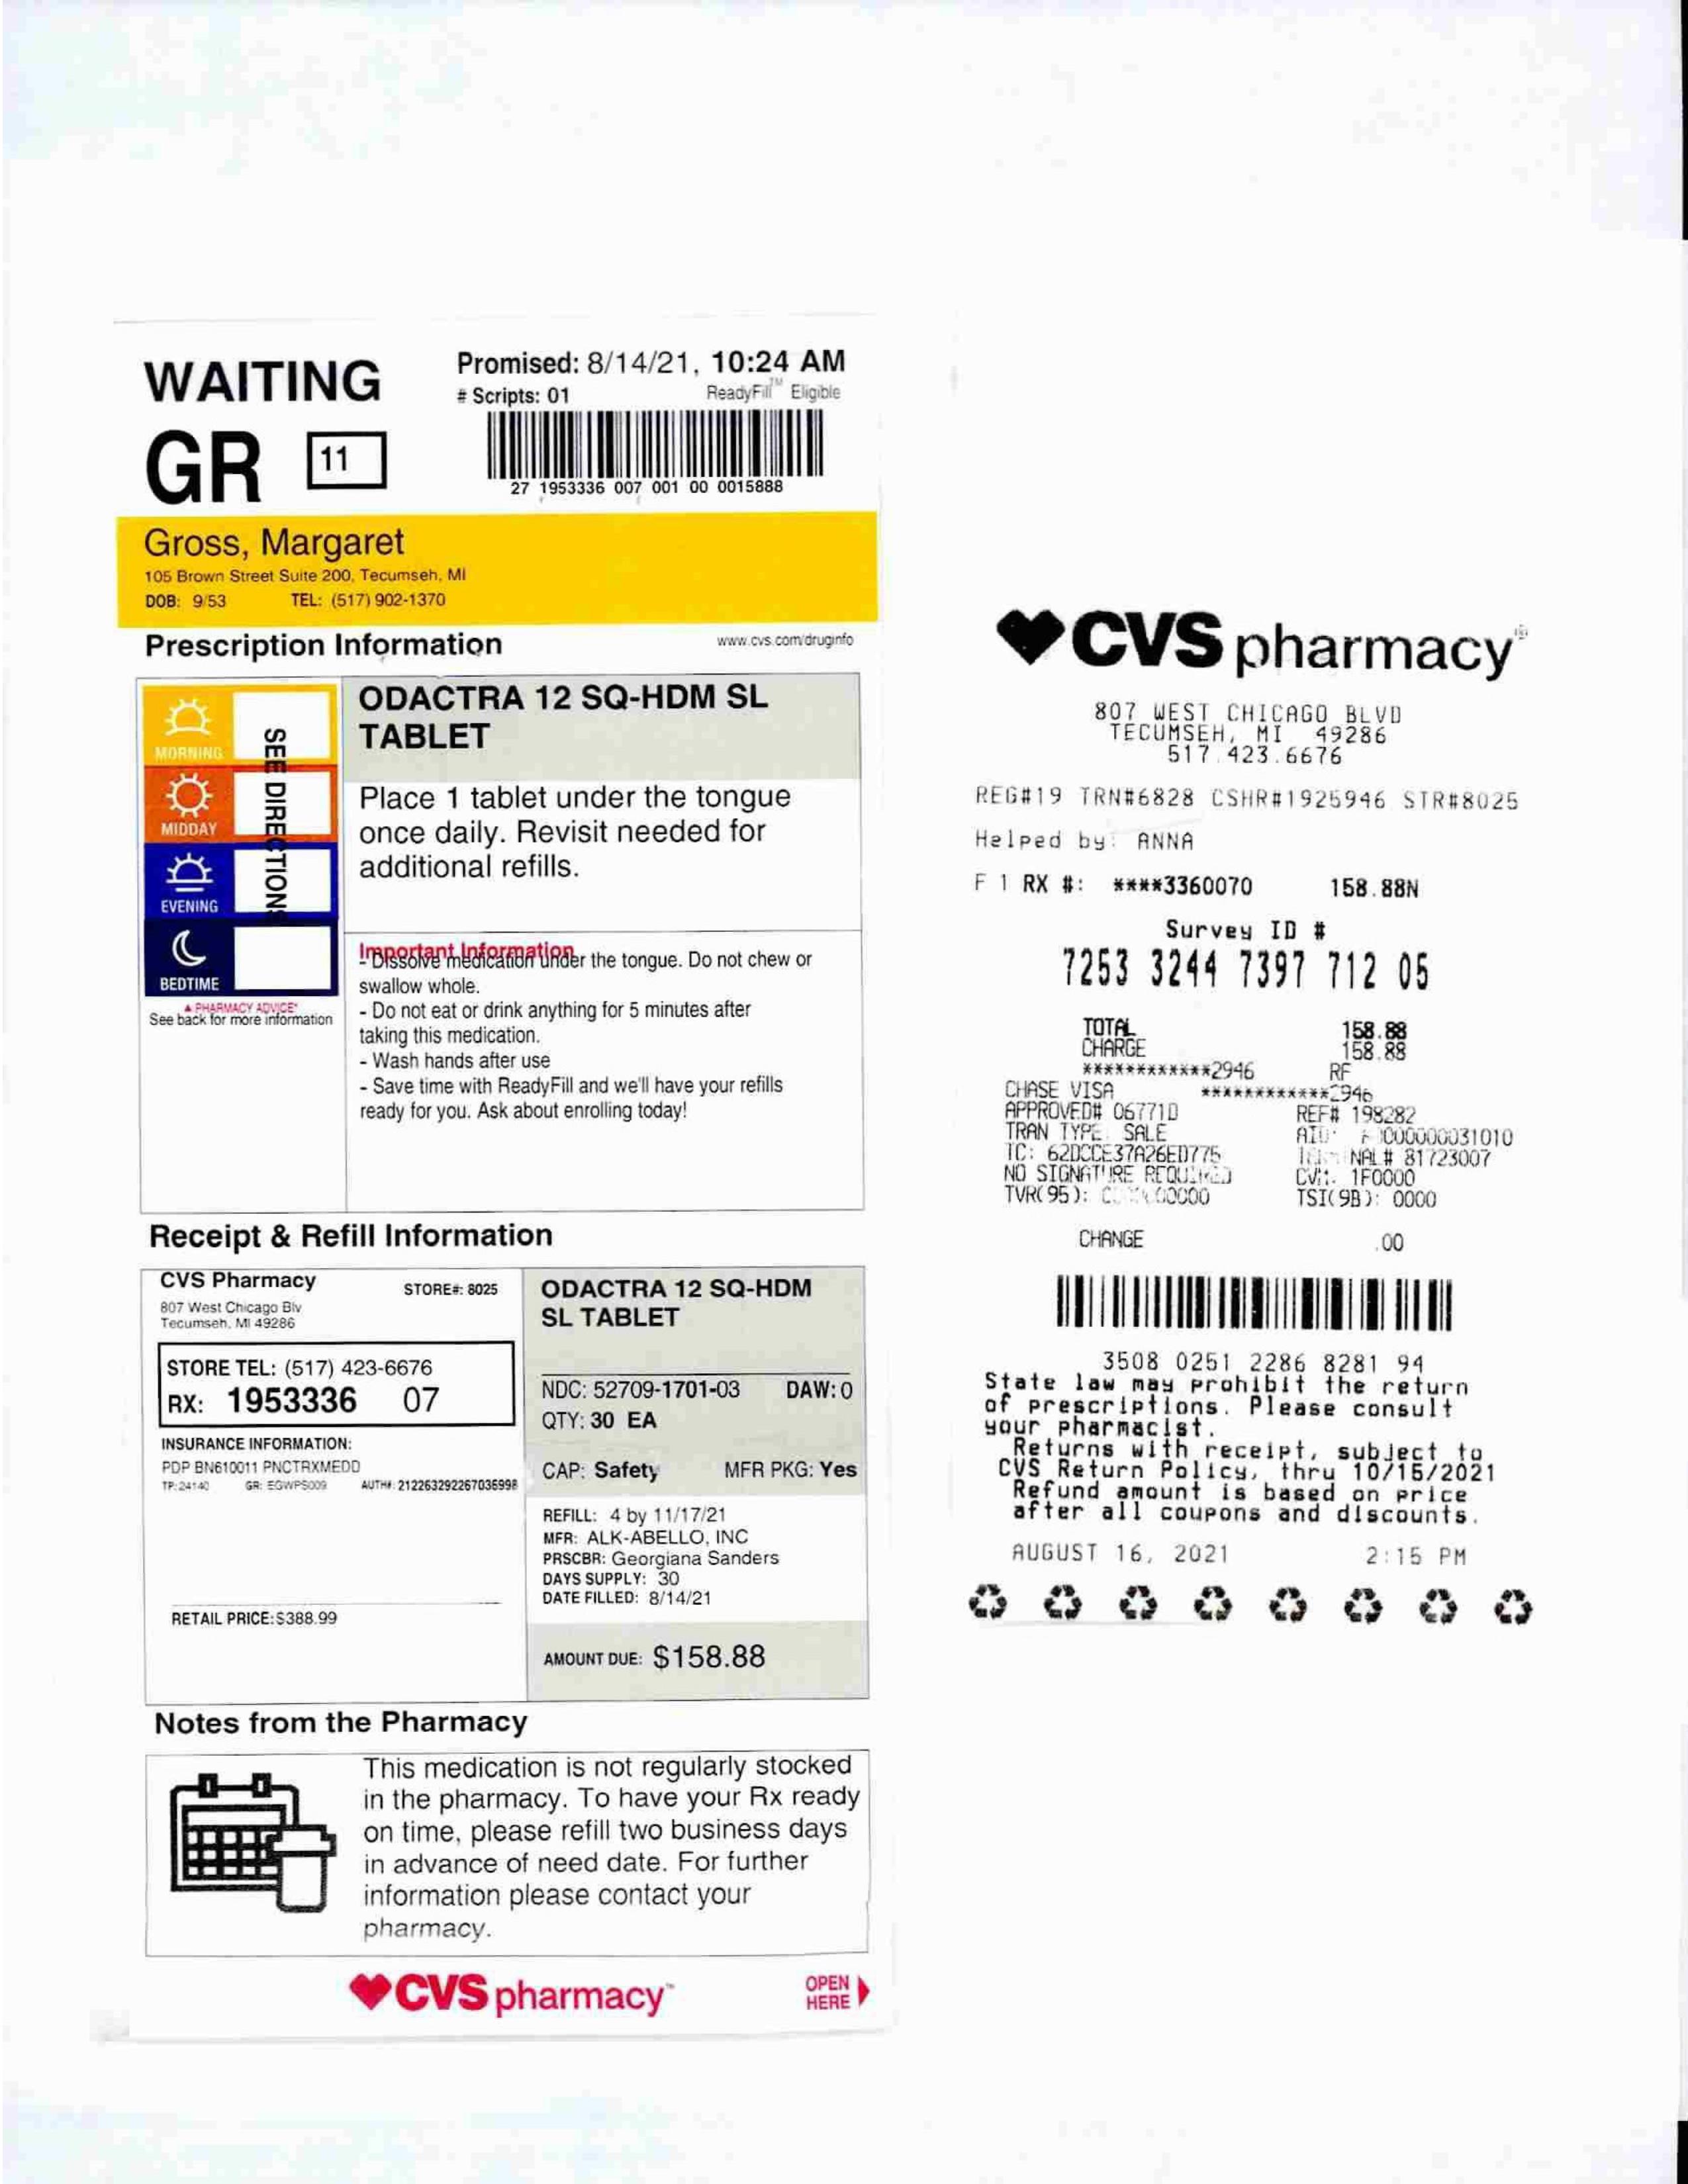 WAITING
Promised: 8/14/21, 10:24 AM
# Scripts: 01
ReadyFill™ Eligible
GR
11
27 1953336 007 001 00 0015888
Gross, Margaret
105 Brown Street Suite 200, Tecumseh, MI
DOB: 9/53
TEL: (517) 902-1370
Prescription Information
www.cvs.com/druginfo
MORNING
MIDDAY
EVENING
BEDTIME
SEE DIRECTIONS
PHARMACY ADVICE*
See back for more information
ODACTRA 12 SQ-HDM SL
TABLET
Place 1 tablet under the tongue
once daily. Revisit needed for
additional refills.
Important Information
- Dissolve medication under the tongue. Do not chew or
swallow whole.
- Do not eat or drink anything for 5 minutes after
taking this medication.
- Wash hands after use
- Save time with ReadyFill and we'll have your refills
ready for you. Ask about enrolling today!
Receipt & Refill Information
CVS Pharmacy
STORE#: 8025
807 West Chicago Blv
Tecumseh, MI 49286
STORE TEL: (517) 423-6676
RX: 1953336 07
INSURANCE INFORMATION:
PDP BN610011 PNCTRXMEDD
TP:24140 GR: EGWPS009 AUTH#: 212263292267036998
RETAIL PRICE:$388.99
ODACTRA 12 SQ-HDM
SL TABLET
NDC: 52709-1701-03 DAW: 0
QTY: 30 EA
CAP: Safety MFR PKG: Yes
REFILL: 4 by 11/17/21
MFR: ALK-ABELLO, INC
PRSCBR: Georgiana Sanders
DAYS SUPPLY: 30
DATE FILLED: 8/14/21
AMOUNT DUE: $158.88
Notes from the Pharmacy
This medication is not regularly stocked
in the pharmacy. To have your Rx ready
on time, please refill two business days
in advance of need date. For further
information please contact your
pharmacy.
CVS pharmacy™
OPEN
HERE
CVS pharmacy®
807 WEST CHICAGO BLVD
TECUMSEH, MI 49286
517.423.6676
REG#19 TRN#6828 CSHR#1925946 STR#8025
Helped by: ANNA
F 1 RX #: ****3360070 158.88N
Survey ID #
7253 3244 7397 712 05
TOTAL 158.88
CHARGE 158.88
************2946 RF
CHASE VISA ************2946
APPROVED# 06771D REF# 198282
TRAN TYPE: SALE 000000031010
TC: 62DCCE37A26ED775 81723007
NO SIGNATURE REQUIRED 1F0000
TVR(95): TSI(9B): 0000
CHANGE .00
3508 0251 2286 8281 94
State law may prohibit the return
of prescriptions. Please consult
your pharmacist.
Returns with receipt, subject to
CVS Return Policy, thru 10/15/2021
Refund amount is based on price
after all coupons and discounts.
AUGUST 16, 2021 2:15 PM